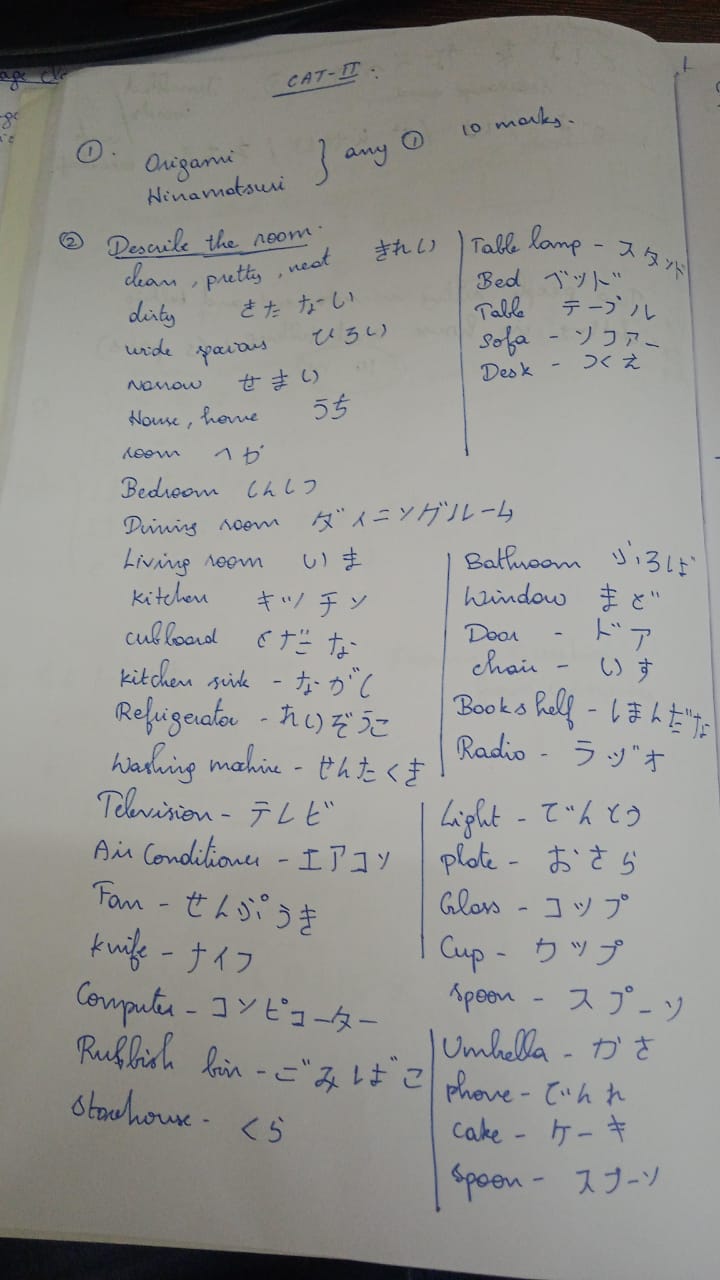 CAT-II :
① . Origami } any ① 10 marks.
Hinamatsuri
② Describe the room.
clean, pretty, neat きれい
dirty きたなーい
wide spacious ひろい
narrow せまい
House, home うち
room へや
Bedroom しんしつ
Dining room ダイニングルーム
Living room いま
kitchen キッチン
cubboard とだな
kitchen sink - ながし
Refrigerator - れいぞうこ
Washing mahine - せんたくき
Television - テレビ
Air Conditioner - エアコン
Fan - せんぷうき
knife - ナイフ
Computer - コンピューター
Rubbish bin - ごみばこ
Storehouse - くら
Table lamp - スタンド
Bed ベッド
Table テーブル
Sofa - ソファー
Desk - つくえ
Bathroom ふろば
Window まど
Door - ドア
chair - いす
Bookshelf - ほんだな
Radio - ラジオ
Light - でんとう
plate - おさら
Glass - コップ
Cup - カップ
spoon - スプーン
Umbrella - かさ
phone - でんわ
Cake - ケーキ
spoon - スプーン